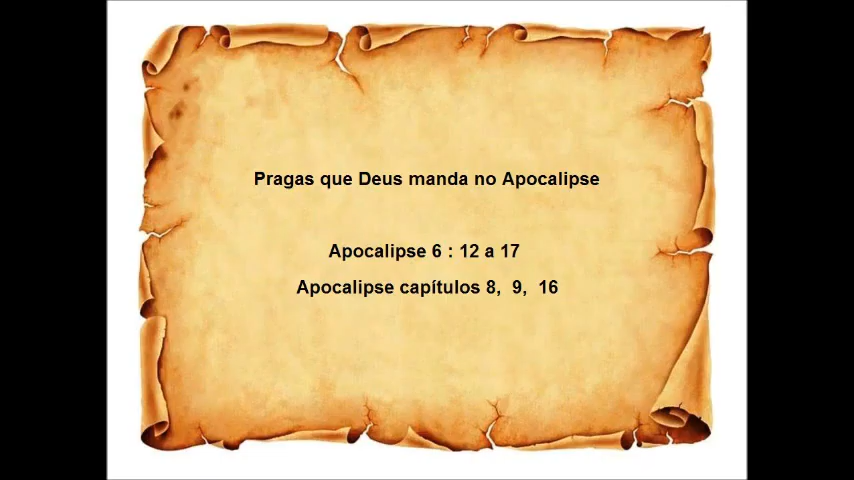 Pragas que Deus manda no Apocalipse
Apocalipse 6 : 12 a 17
Apocalipse capítulos 8, 9, 16